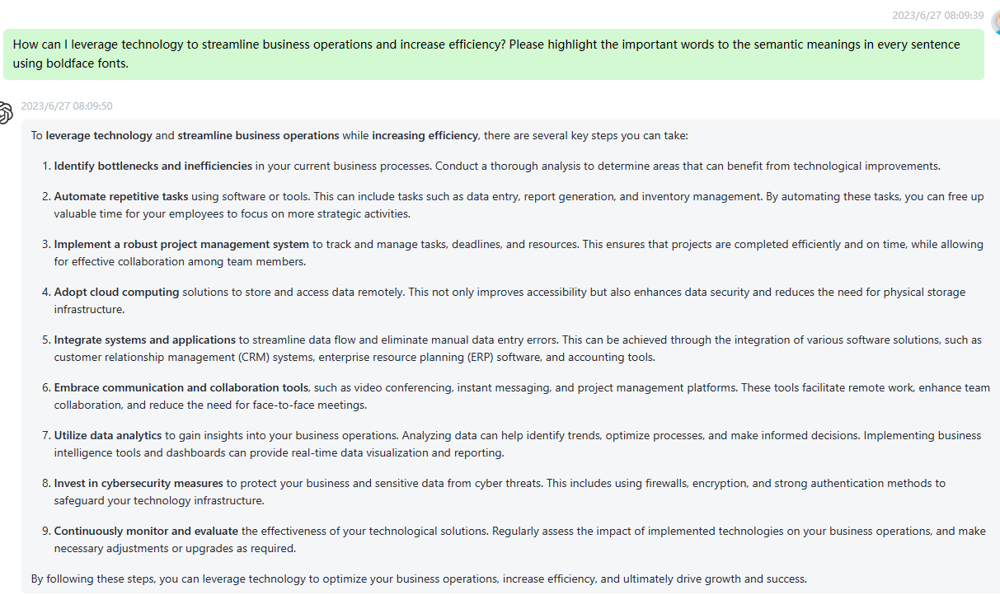 2023/6/27 08:09:39
How can I leverage technology to streamline business operations and increase efficiency? Please highlight the important words to the semantic meanings in every sentence
using boldface fonts.
2023/6/27 08:09:50
To leverage technology and streamline business operations while increasing efficiency, there are several key steps you can take:
1. Identify bottlenecks and inefficiencies in your current business processes. Conduct a thorough analysis to determine areas that can benefit from technological improvements.
2. Automate repetitive tasks using software or tools. This can include tasks such as data entry, report generation, and inventory management. By automating these tasks, you can free up
valuable time for your employees to focus on more strategic activities.
3. Implement a robust project management system to track and manage tasks, deadlines, and resources. This ensures that projects are completed efficiently and on time, while allowing
for effective collaboration among team members.
4. Adopt cloud computing solutions to store and access data remotely. This not only improves accessibility but also enhances data security and reduces the need for physical storage
infrastructure.
5. Integrate systems and applications to streamline data flow and eliminate manual data entry errors. This can be achieved through the integration of various software solutions, such as
customer relationship management (CRM) systems, enterprise resource planning (ERP) software, and accounting tools.
6. Embrace communication and collaboration tools, such as video conferencing, instant messaging, and project management platforms. These tools facilitate remote work, enhance team
collaboration, and reduce the need for face-to-face meetings.
7. Utilize data analytics to gain insights into your business operations. Analyzing data can help identify trends, optimize processes, and make informed decisions. Implementing business
intelligence tools and dashboards can provide real-time data visualization and reporting.
8. Invest in cybersecurity measures to protect your business and sensitive data from cyber threats. This includes using firewalls, encryption, and strong authentication methods to
safeguard your technology infrastructure.
9. Continuously monitor and evaluate the effectiveness of your technological solutions. Regularly assess the impact of implemented technologies on your business operations, and make
necessary adjustments or upgrades as required.
By following these steps, you can leverage technology to optimize your business operations, increase efficiency, and ultimately drive growth and success.